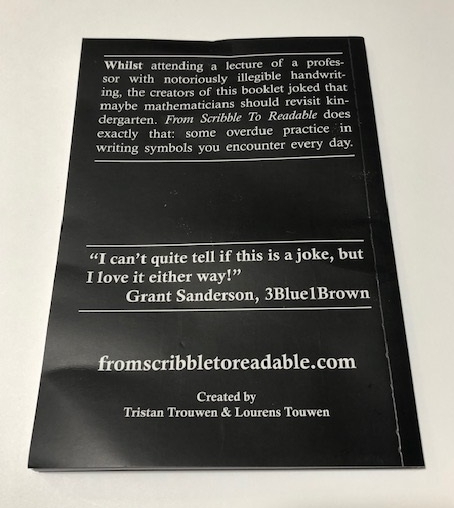 Whilst attending a lecture of a profes-
sor with notoriously illegible handwrit-
ing, the creators of this booklet joked that
maybe mathematicians should revisit kin-
dergarten. From Scribble To Readable does
exactly that: some overdue practice in
writing symbols you encounter every day.
“I can’t quite tell if this is a joke, but
I love it either way!”
Grant Sanderson, 3Blue1Brown
fromscribbletoreadable.com
Created by
Tristan Trouwen & Lourens Touwen